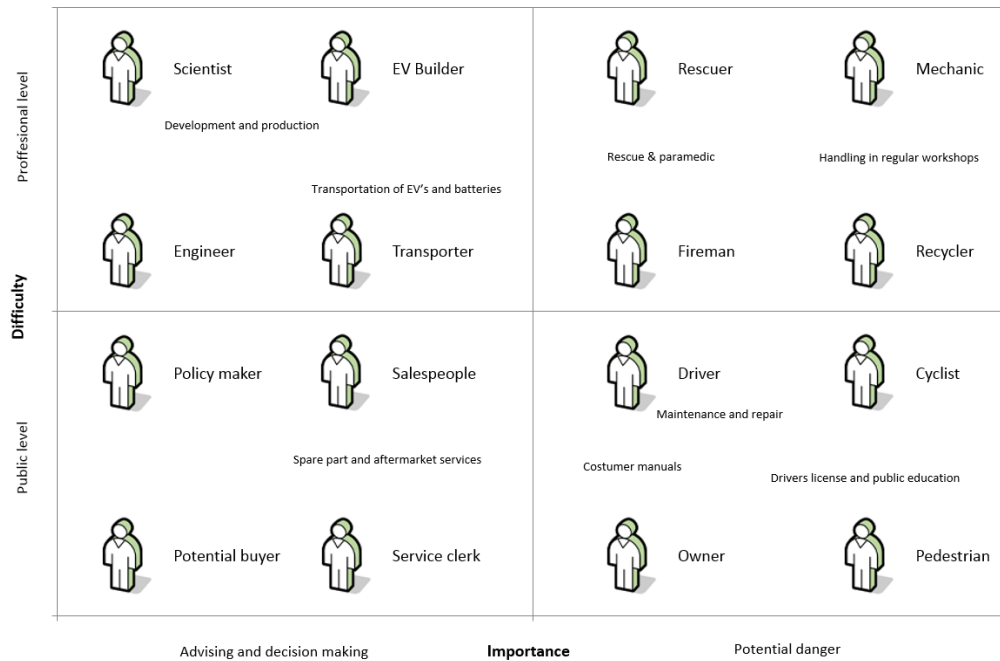 Proffesional level
Scientist
EV Builder
Rescuer
Mechanic
Development and production
Rescue & paramedic
Handling in regular workshops
Transportation of EV's and batteries
Engineer
Transporter
Fireman
Recycler
Difficulty
Public level
Policy maker
Salespeople
Driver
Cyclist
Maintenance and repair
Spare part and aftermarket services
Costumer manuals
Drivers license and public education
Potential buyer
Service clerk
Owner
Pedestrian
Advising and decision making
Importance
Potential danger